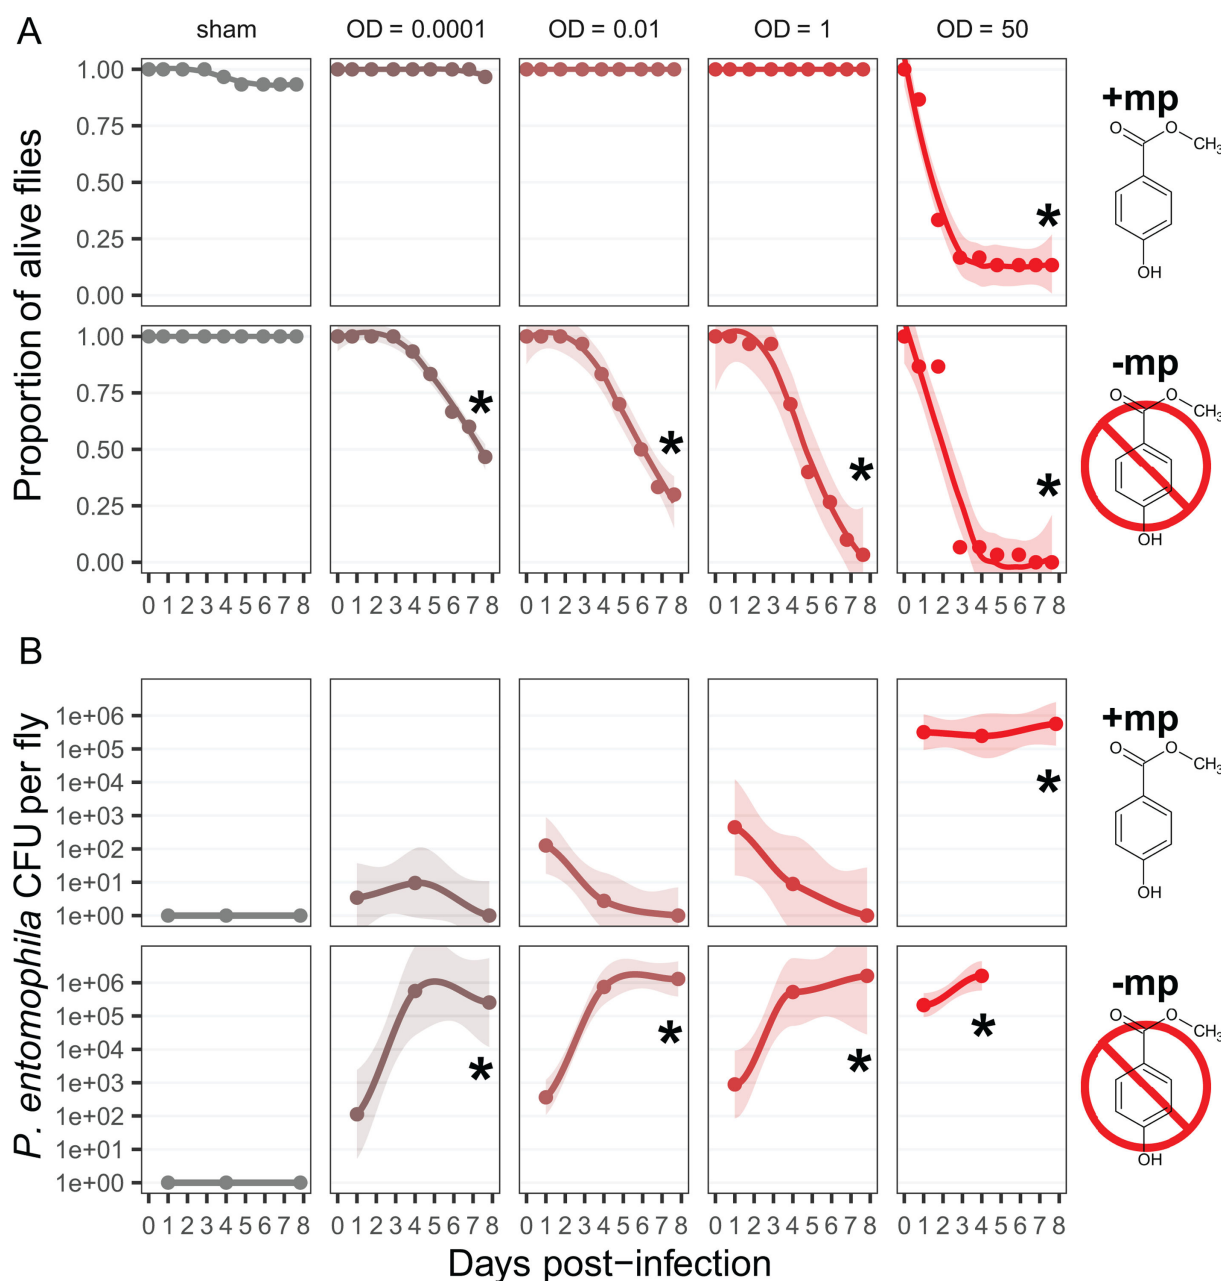 A
sham OD = 0.0001 OD = 0.01 OD = 1 OD = 50
Proportion of alive flies
1.00
0.75
0.50
0.25
0.00
+mp
O
O
CH3
OH
*
1.00
0.75
0.50
0.25
0.00
* * * *
-mp
O
O
CH3
OH
0 1 2 3 4 5 6 7 8 0 1 2 3 4 5 6 7 8 0 1 2 3 4 5 6 7 8 0 1 2 3 4 5 6 7 8 0 1 2 3 4 5 6 7 8
B
P. entomophila CFU per fly
1e+06
1e+05
1e+04
1e+03
1e+02
1e+01
1e+00
*
+mp
O
O
CH3
OH
1e+06
1e+05
1e+04
1e+03
1e+02
1e+01
1e+00
* * * *
-mp
O
O
CH3
OH
0 1 2 3 4 5 6 7 8 0 1 2 3 4 5 6 7 8 0 1 2 3 4 5 6 7 8 0 1 2 3 4 5 6 7 8 0 1 2 3 4 5 6 7 8
Days post−infection